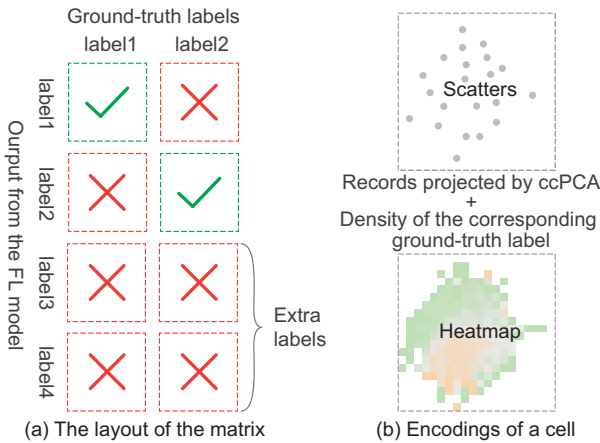 Ground-truth labels
label1
label2
Ourput from the FL model
label1
label2
label3
label4
Extra
labels
(a) The layout of the matrix
Scatters
Records projected by ccPCA
+
Density of the corresponding
ground-truth label
Heatmap
(b) Encodings of a cell